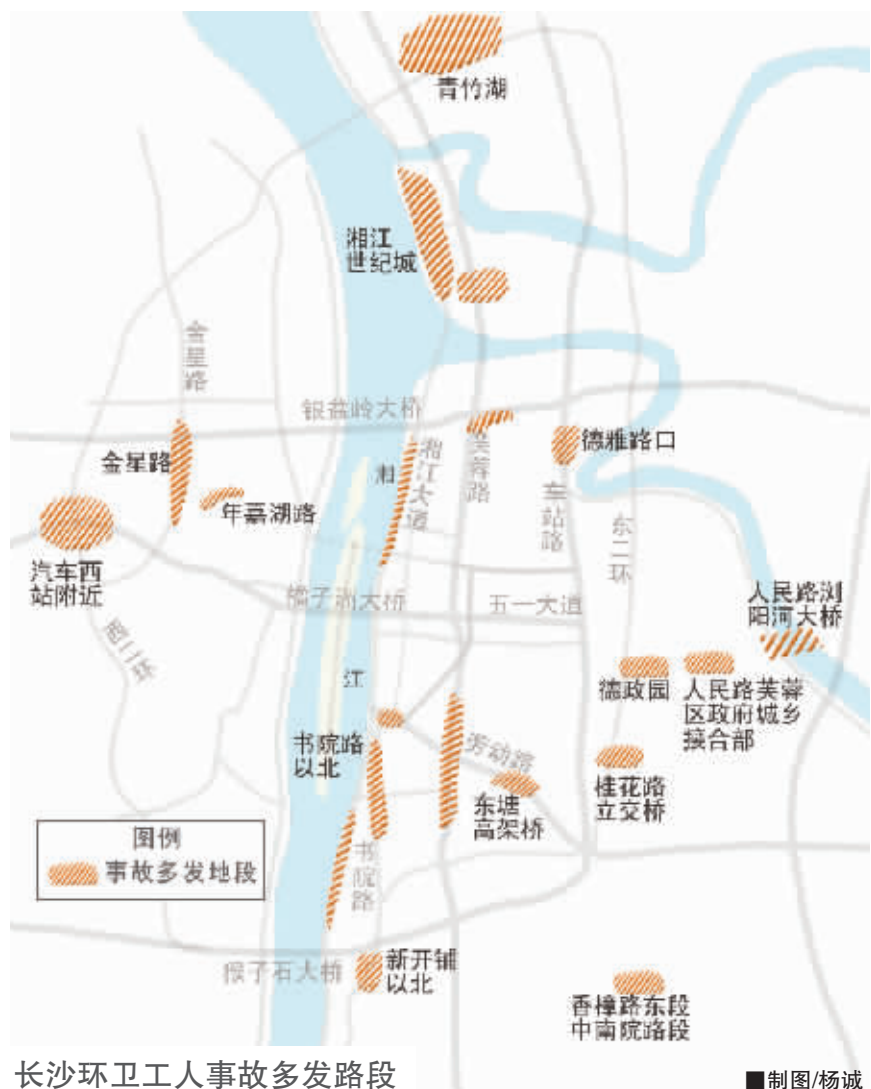 青竹湖
湘江
世纪城
金星路
银盆岭大桥
金星路
年嘉湖路
湘
湘江大道
芙蓉路
德雅路口
车站路
东二环
汽车西
站附近
西二环
橘子洲大桥
五一大道
人民路浏
阳河大桥
江
德政园
人民路芙蓉
区政府城乡
接合部
书院路
以北
劳动路
东塘
高架桥
桂花路
立交桥
图例
事故多发地段
书院路
猴子石大桥
新开铺
以北
香樟路东段
中南院路段
长沙环卫工人事故多发路段
■制图/杨诚